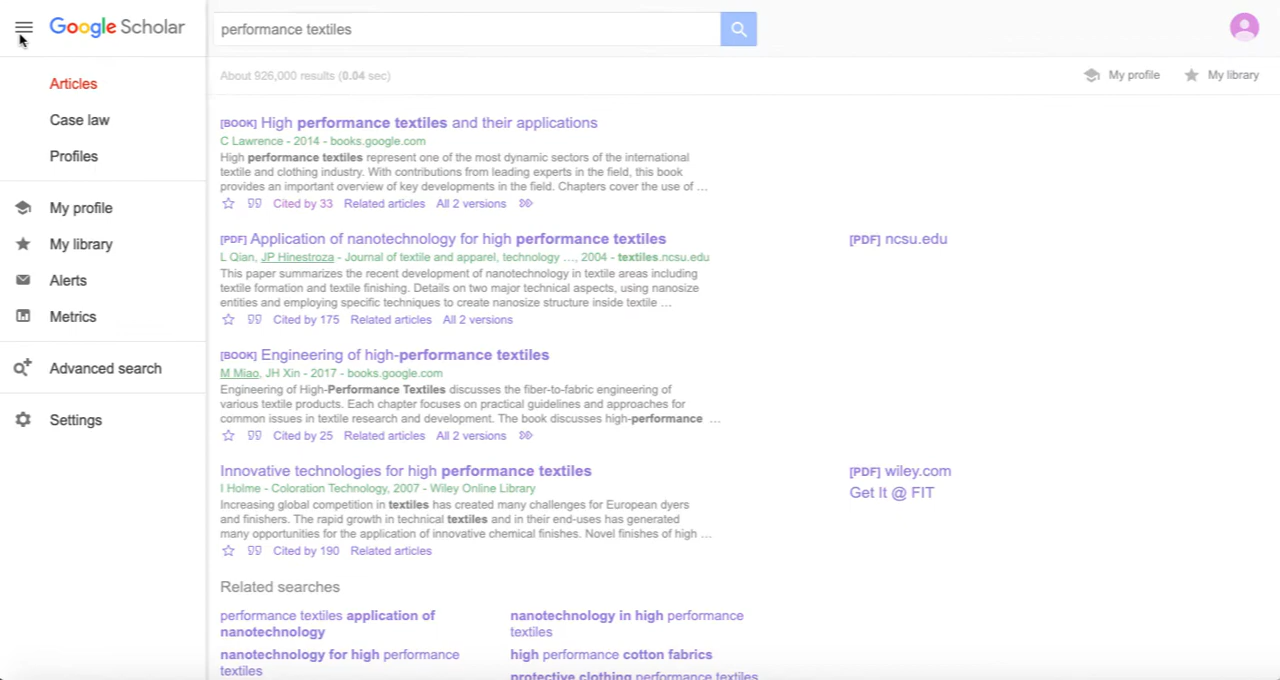 Google Scholar
performance textiles
Articles
Case law
Profiles
My profile
My library
Alerts
Metrics
Advanced search
Settings
About 926,000 results (0.04 sec)
My profile
My library
[BOOK] High performance textiles and their applications
C Lawrence - 2014 - books.google.com
High performance textiles represent one of the most dynamic sectors of the international
textile and clothing industry. With contributions from leading experts in the field, this book
provides an important overview of key developments in the field. Chapters cover the use of ...
Cited by 33 Related articles All 2 versions
[PDF] Application of nanotechnology for high performance textiles
[PDF] ncsu.edu
L Qian, JP Hinestroza - Journal of textile and apparel, technology ..., 2004 - textiles.ncsu.edu
This paper summarizes the recent development of nanotechnology in textile areas including
textile formation and textile finishing. Details on two major technical aspects, using nanosize
entities and employing specific techniques to create nanosize structure inside textile ...
Cited by 175 Related articles All 2 versions
[BOOK] Engineering of high-performance textiles
M Miao, JH Xin - 2017 - books.google.com
Engineering of High-Performance Textiles discusses the fiber-to-fabric engineering of
various textile products. Each chapter focuses on practical guidelines and approaches for
common issues in textile research and development. The book discusses high-performance ...
Cited by 25 Related articles All 2 versions
Innovative technologies for high performance textiles
[PDF] wiley.com
I Holme - Coloration Technology, 2007 - Wiley Online Library
Get It @ FIT
Increasing global competition in textiles has created many challenges for European dyers
and finishers. The rapid growth in technical textiles and in their end-uses has generated
many opportunities for the application of innovative chemical finishes. Novel finishes of high ...
Cited by 190 Related articles
Related searches
performance textiles application of
nanotechnology
nanotechnology for high performance
textiles
nanotechnology in high performance
textiles
high performance cotton fabrics
protective clothing performance textiles